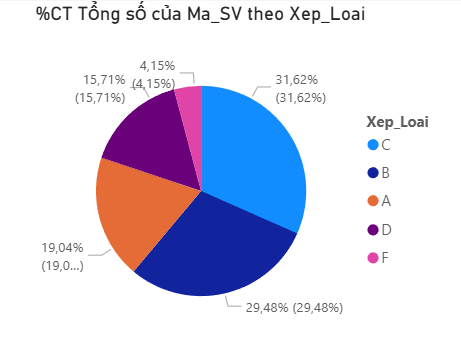 %CT Tổng số của Ma_SV theo Xep_Loai
4,15%
(4,15%)
15,71%
(15,71%)
31,62%
(31,62%)
19,04%
(19,0...)
29,48% (29,48%)
Xep_Loai
C
B
A
D
F